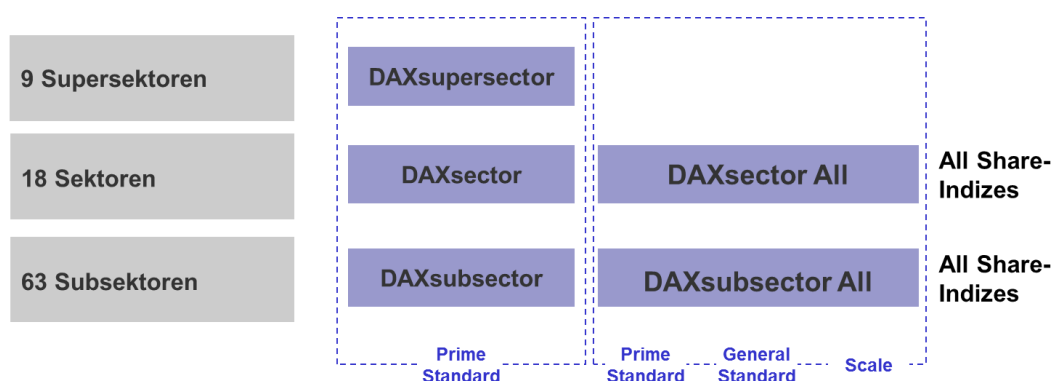 9 Supersektoren
DAXsupersector
18 Sektoren
DAXsector
DAXsector All
All Share-
Indizes
63 Subsektoren
DAXsubsector
DAXsubsector All
All Share-
Indizes
Prime
Standard
Prime
Standard
General
Standard
Scale